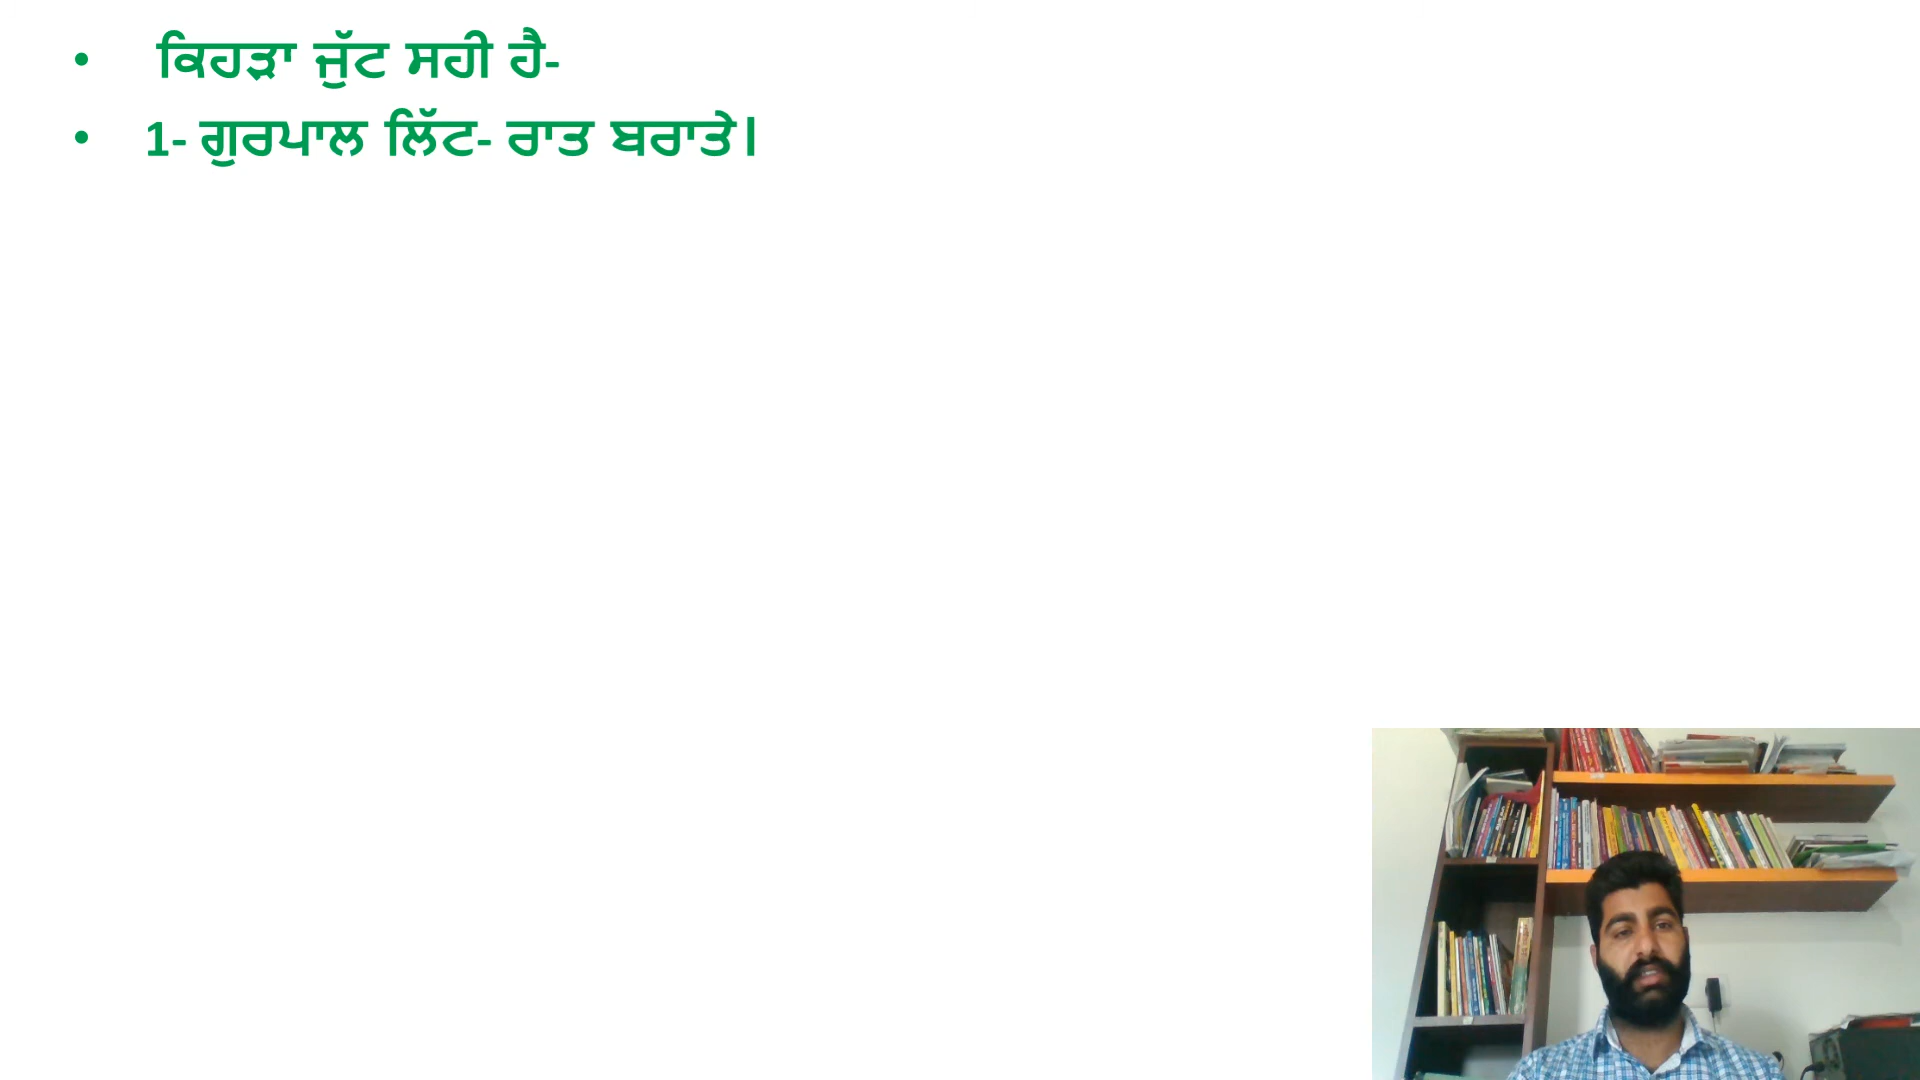 • ਕਿਹੜਾ ਜੁੱਟ ਸਹੀ ਹੈ-
• 1- ਗੁਰਪਾਲ ਲਿੱਟ- ਰਾਤ ਬਰਾਤੇ।